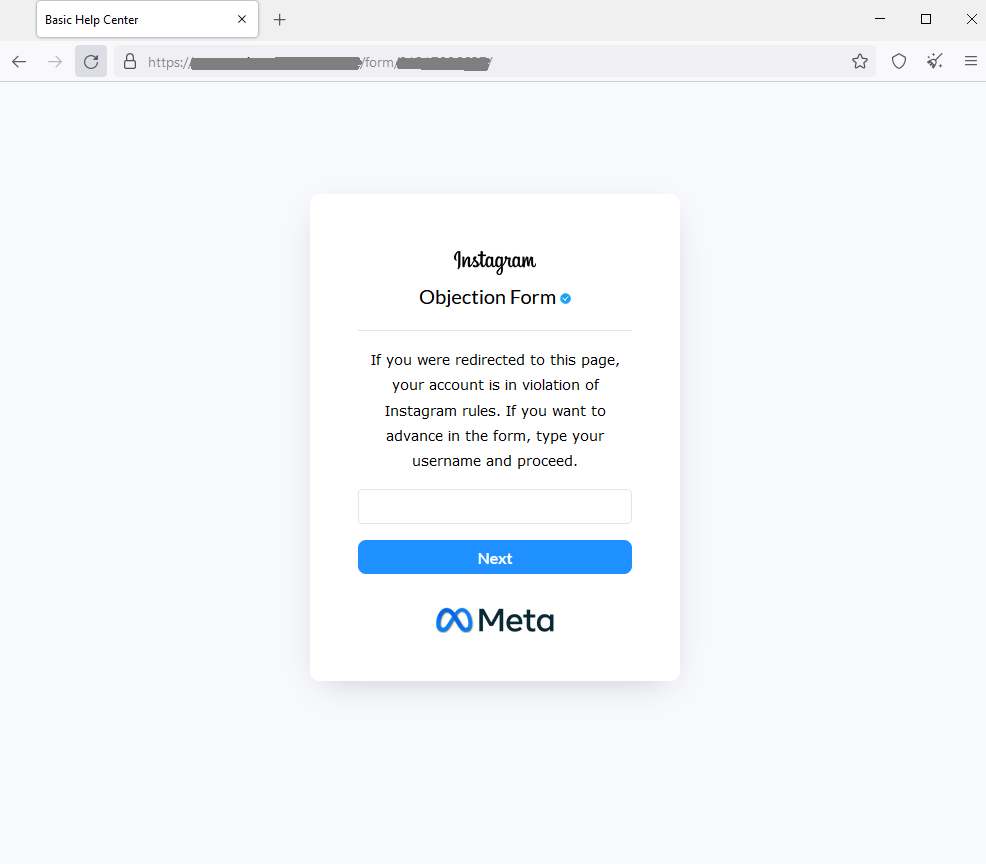 Basic Help Center
https:// /form/ /
Instagram
Objection Form
If you were redirected to this page,
your account is in violation of
Instagram rules. If you want to
advance in the form, type your
username and proceed.
Next
Meta